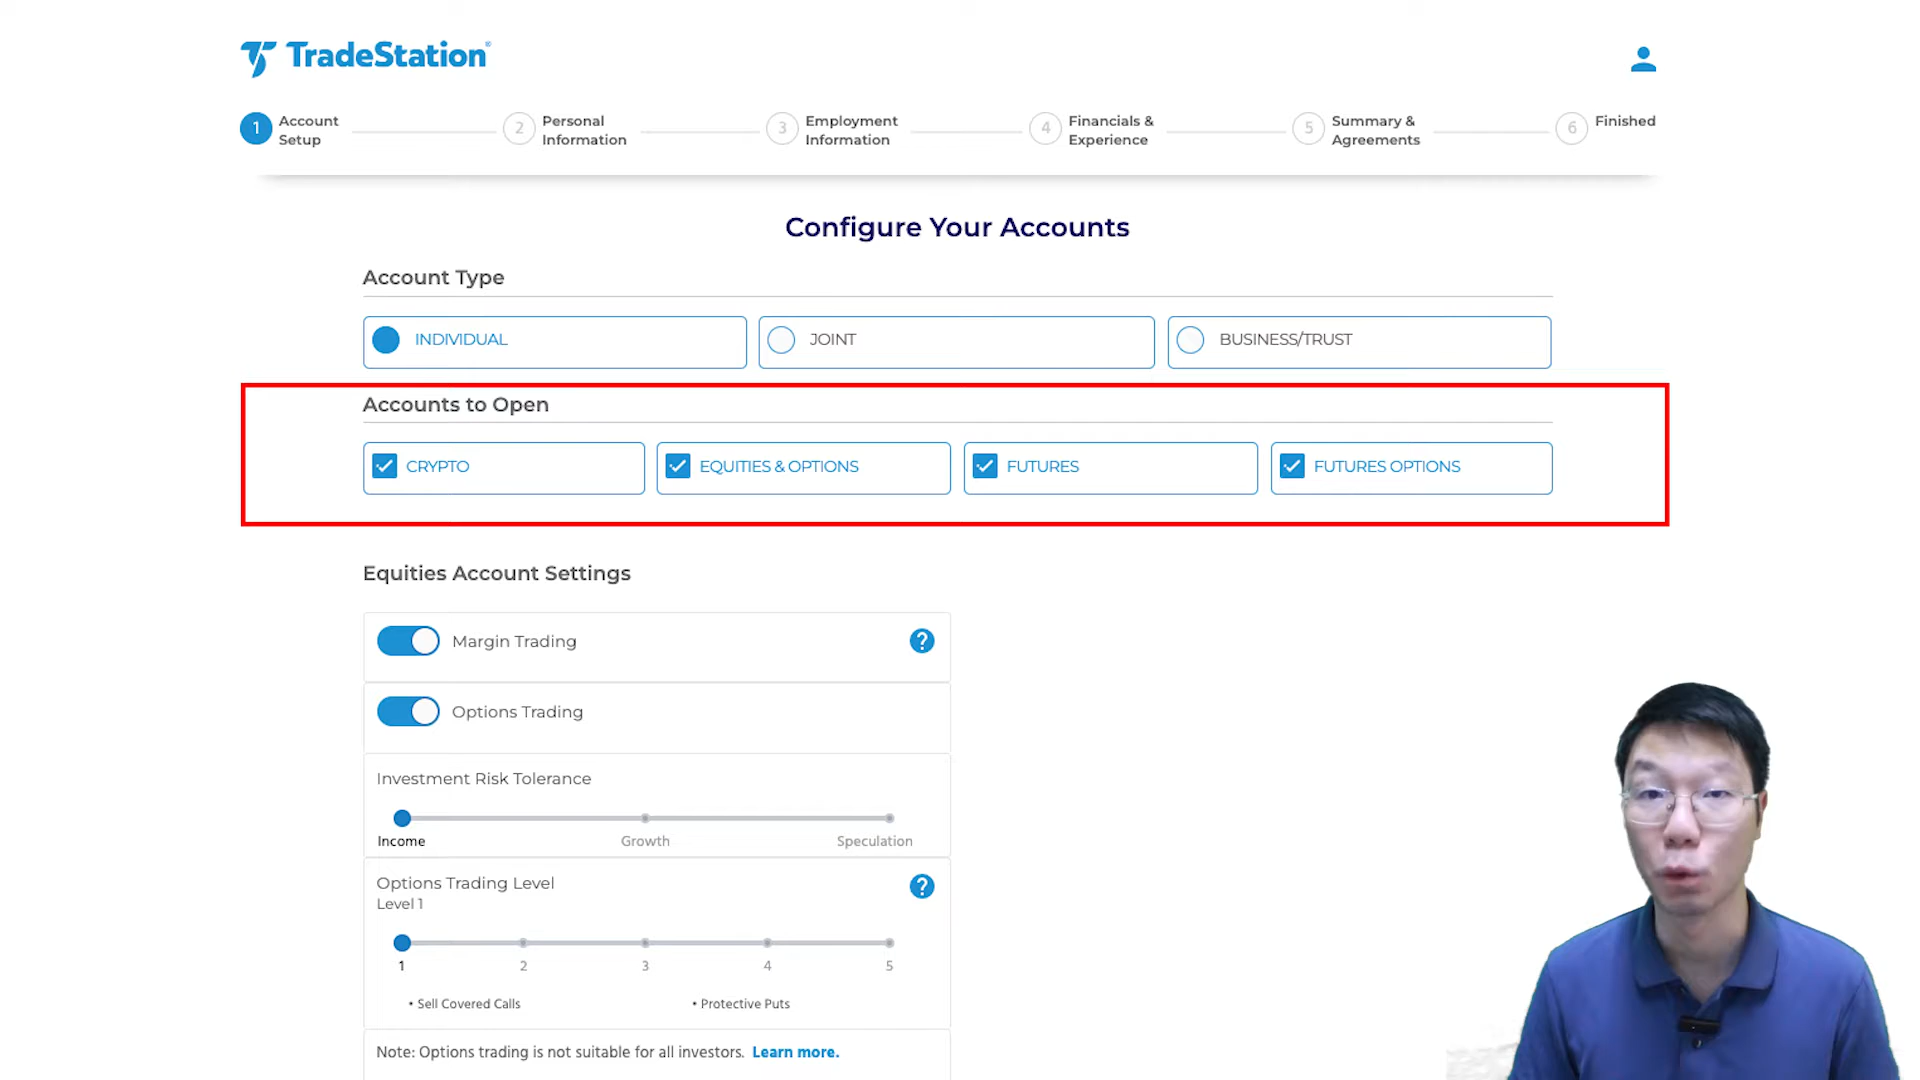 TradeStation®
1 Account Setup
2 Personal Information
3 Employment Information
4 Financials & Experience
5 Summary & Agreements
6 Finished
Configure Your Accounts
Account Type
INDIVIDUAL JOINT BUSINESS/TRUST
Accounts to Open
CRYPTO EQUITIES & OPTIONS FUTURES FUTURES OPTIONS
Equities Account Settings
Margin Trading ?
Options Trading
Investment Risk Tolerance
Income Growth Speculation
Options Trading Level ?
Level 1
1 2 3 4 5
• Sell Covered Calls • Protective Puts
Note: Options trading is not suitable for all investors. Learn more.